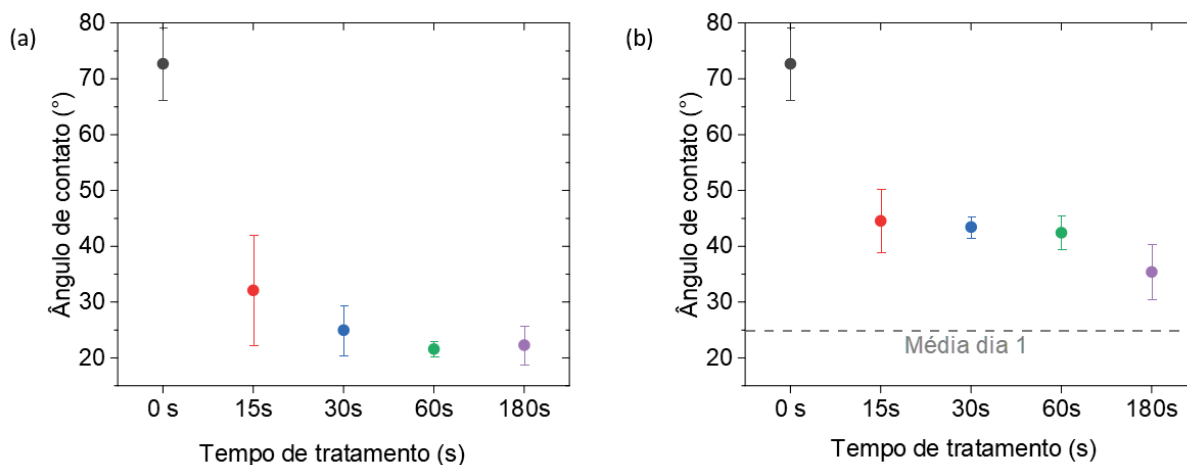 (a)
80
70
60
50
40
30
20
Ângulo de contato (°)
0 s 15s 30s 60s 180s
Tempo de tratamento (s)
(b)
80
70
60
50
40
30
20
Ângulo de contato (°)
Média dia 1
0 s 15s 30s 60s 180s
Tempo de tratamento (s)